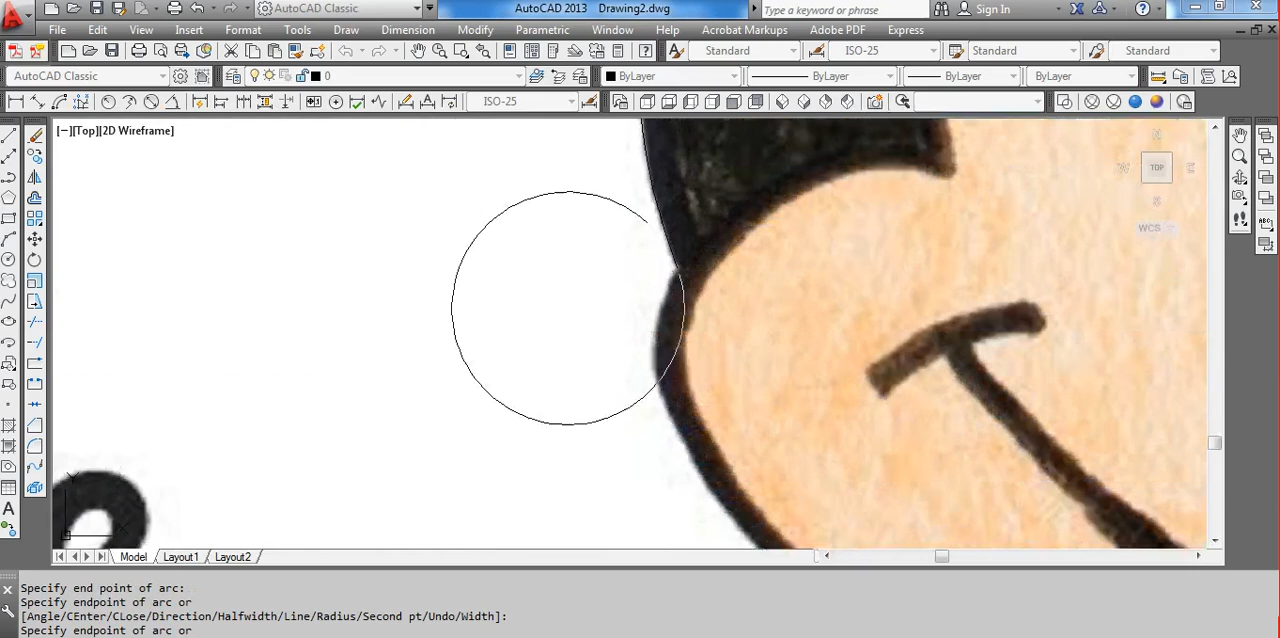 AutoCAD Classic
AutoCAD 2013 Drawing2.dwg
Type a keyword or phrase
Sign In
File Edit View Insert Format Tools Draw Dimension Modify Parametric Window Help Acrobat Markups Adobe PDF Express
Standard ISO-25 Standard Standard
AutoCAD Classic 0 ByLayer ByLayer ByLayer ByLayer
ISO-25
[−][Top][2D Wireframe]
N
W TOP E
S
WCS
Y
X
A
Model Layout1 Layout2
Specify end point of arc:
Specify endpoint of arc or
[Angle/CEnter/CLose/Direction/Halfwidth/Line/Radius/Second pt/Undo/Width]:
Specify endpoint of arc or